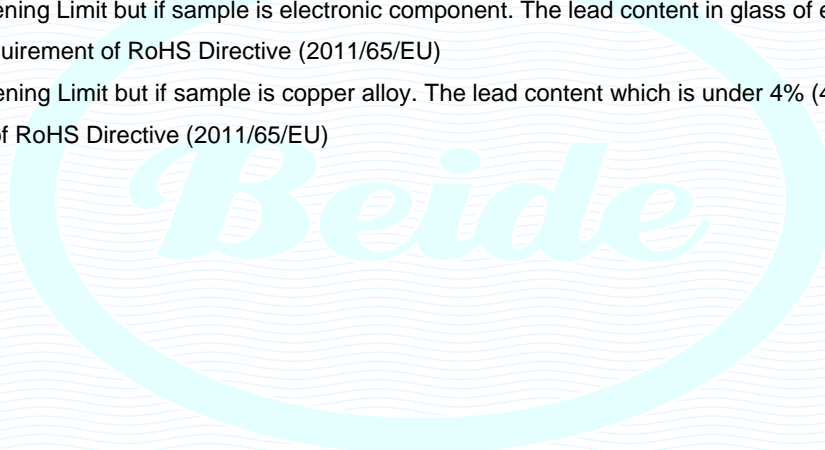 ening Limit but if sample is electronic component. The lead content in glass of e
uirement of RoHS Directive (2011/65/EU)
ening Limit but if sample is copper alloy. The lead content which is under 4% (4
of RoHS Directive (2011/65/EU)
Beide